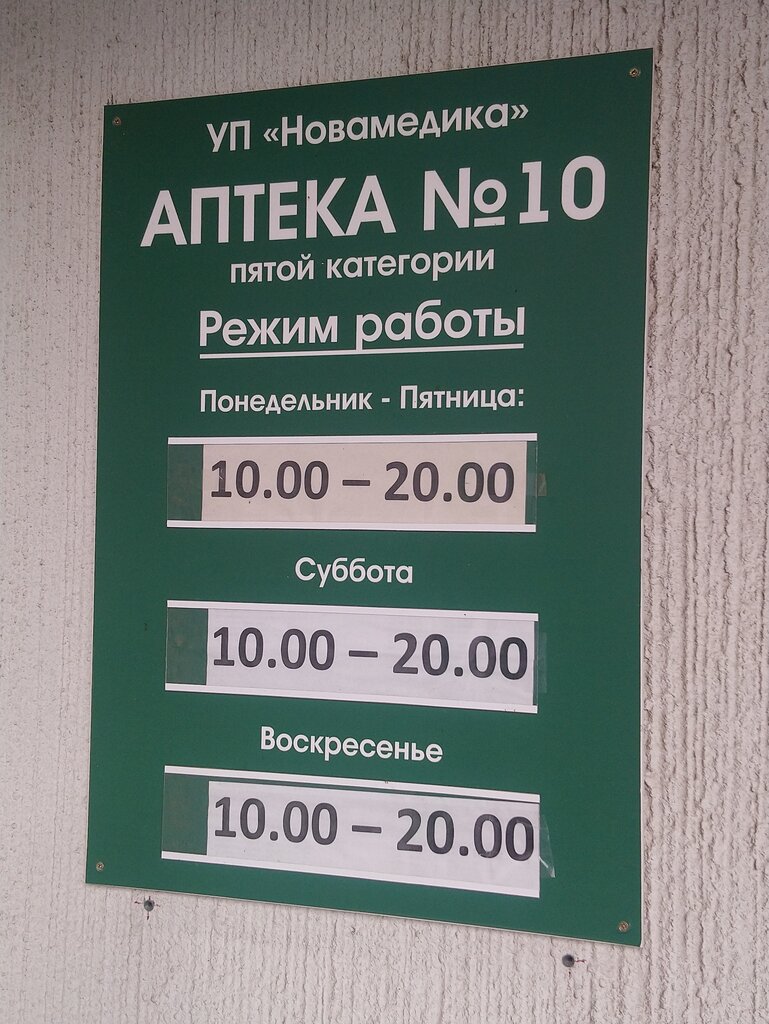 УП «Новамедика»
АПТЕКА №10
пятой категории
Режим работы
Понедельник - Пятница:
10.00 – 20.00
Суббота
10.00 – 20.00
Воскресенье
10.00 – 20.00